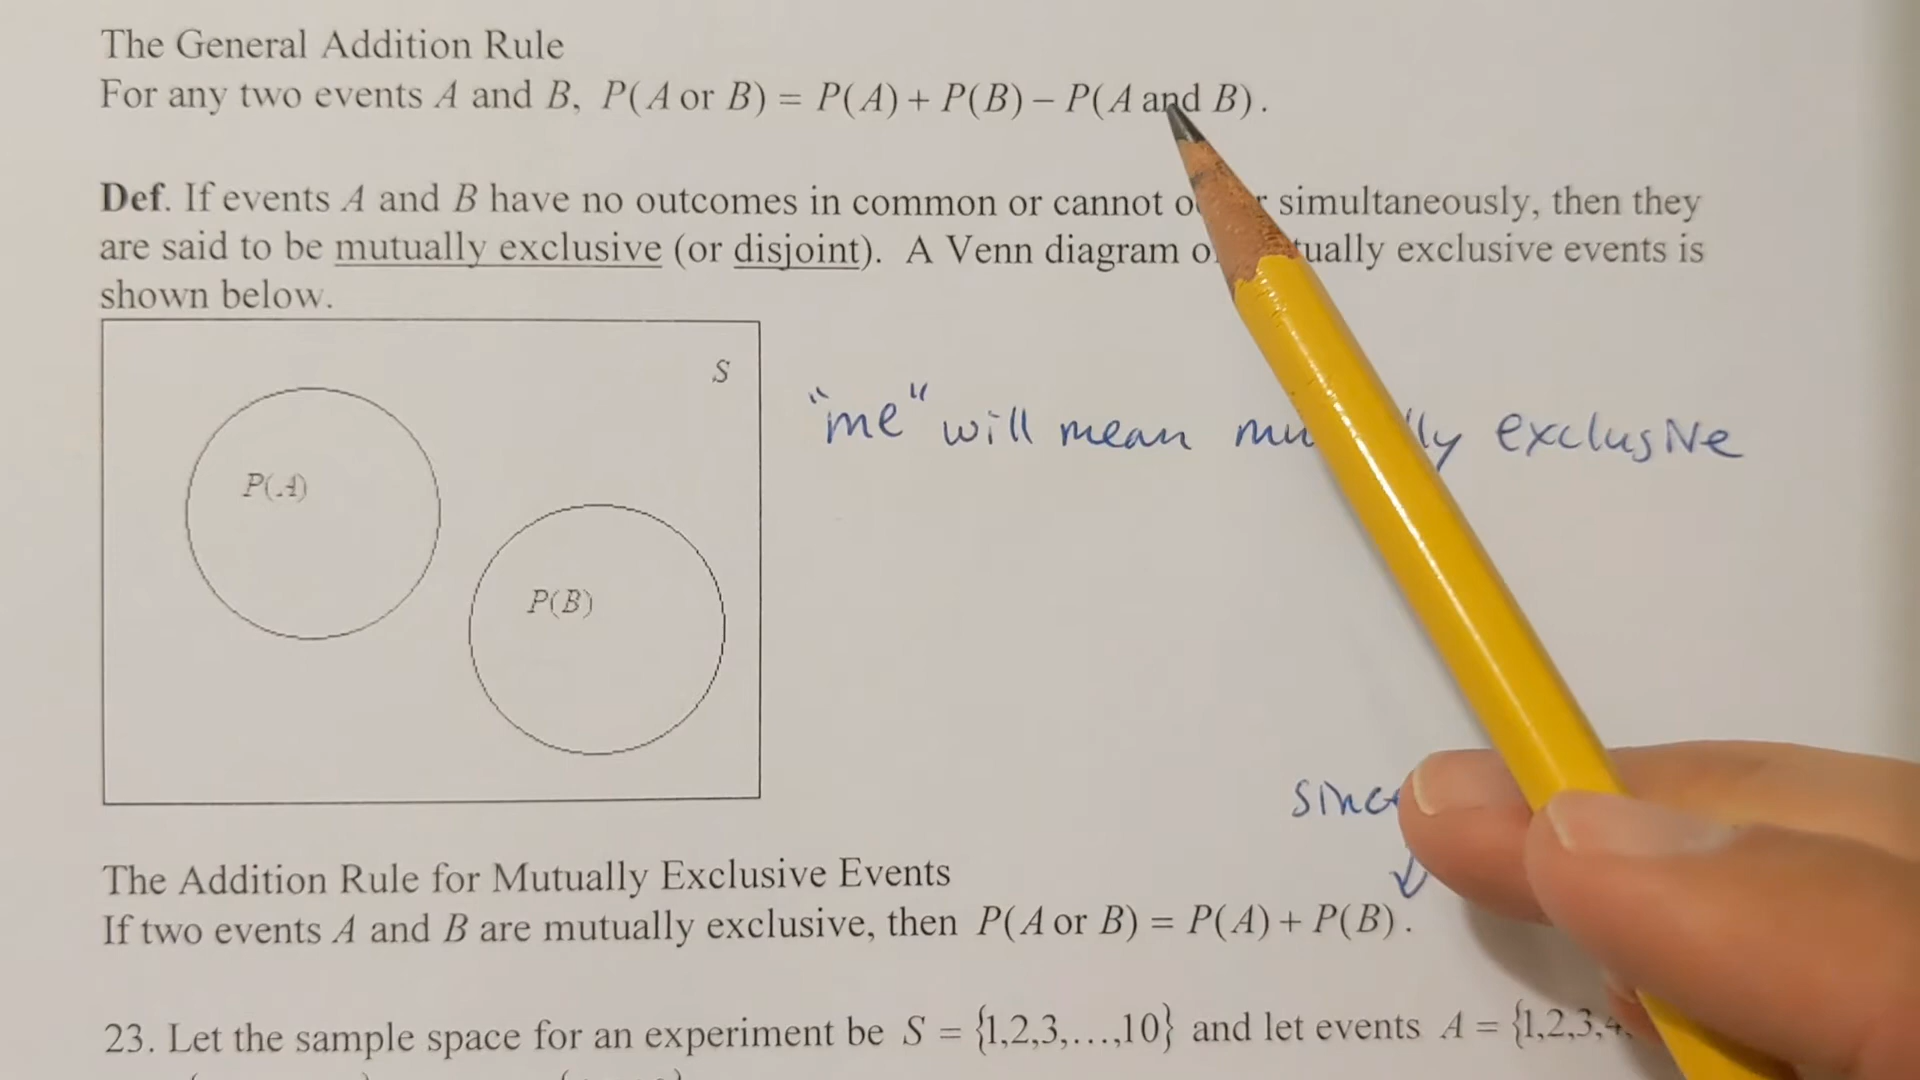 The General Addition Rule
For any two events A and B, P(A or B) = P(A) + P(B) − P(A and B).
Def. If events A and B have no outcomes in common or cannot simultaneously, then they
are said to be mutually exclusive (or disjoint). A Venn diagram exclusive events is
shown below.
S
P(A)
"me" will mean exclusive
P(B)
since
The Addition Rule for Mutually Exclusive Events
If two events A and B are mutually exclusive, then P(A or B) = P(A) + P(B).
23. Let the sample space for an experiment be S = {1,2,3,...,10} and let events A = {1,2,3,4,